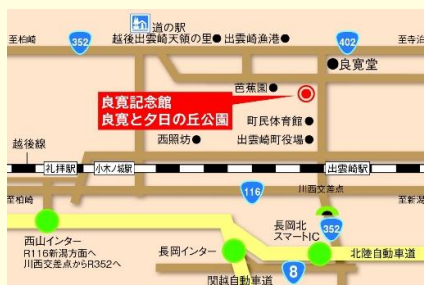 道の駅
至柏崎
352
越後出雲崎天領の里
出雲崎漁港
402
至寺泊
良寛堂
芭蕉園
良寛記念館
良寛と夕日の丘公園
町民体育館
西照坊
出雲崎町役場
越後線
礼拝駅
小木ノ城駅
出雲崎駅
116
川西交差点
至柏崎
至新潟
西山インター
R116新潟方面へ
川西交差点からR352へ
長岡インター
長岡北
スマートIC
352
北陸自動車道
8
関越自動車道